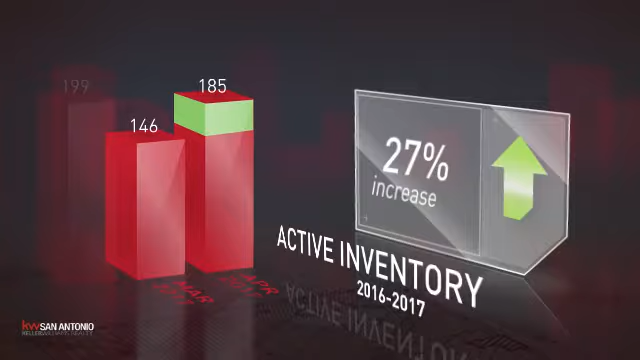 199
185
146
27%
increase
ACTIVE INVENTORY
2016-2017
MAR
APR
kw SAN ANTONIO
KELLERWILLIAMS REALTY